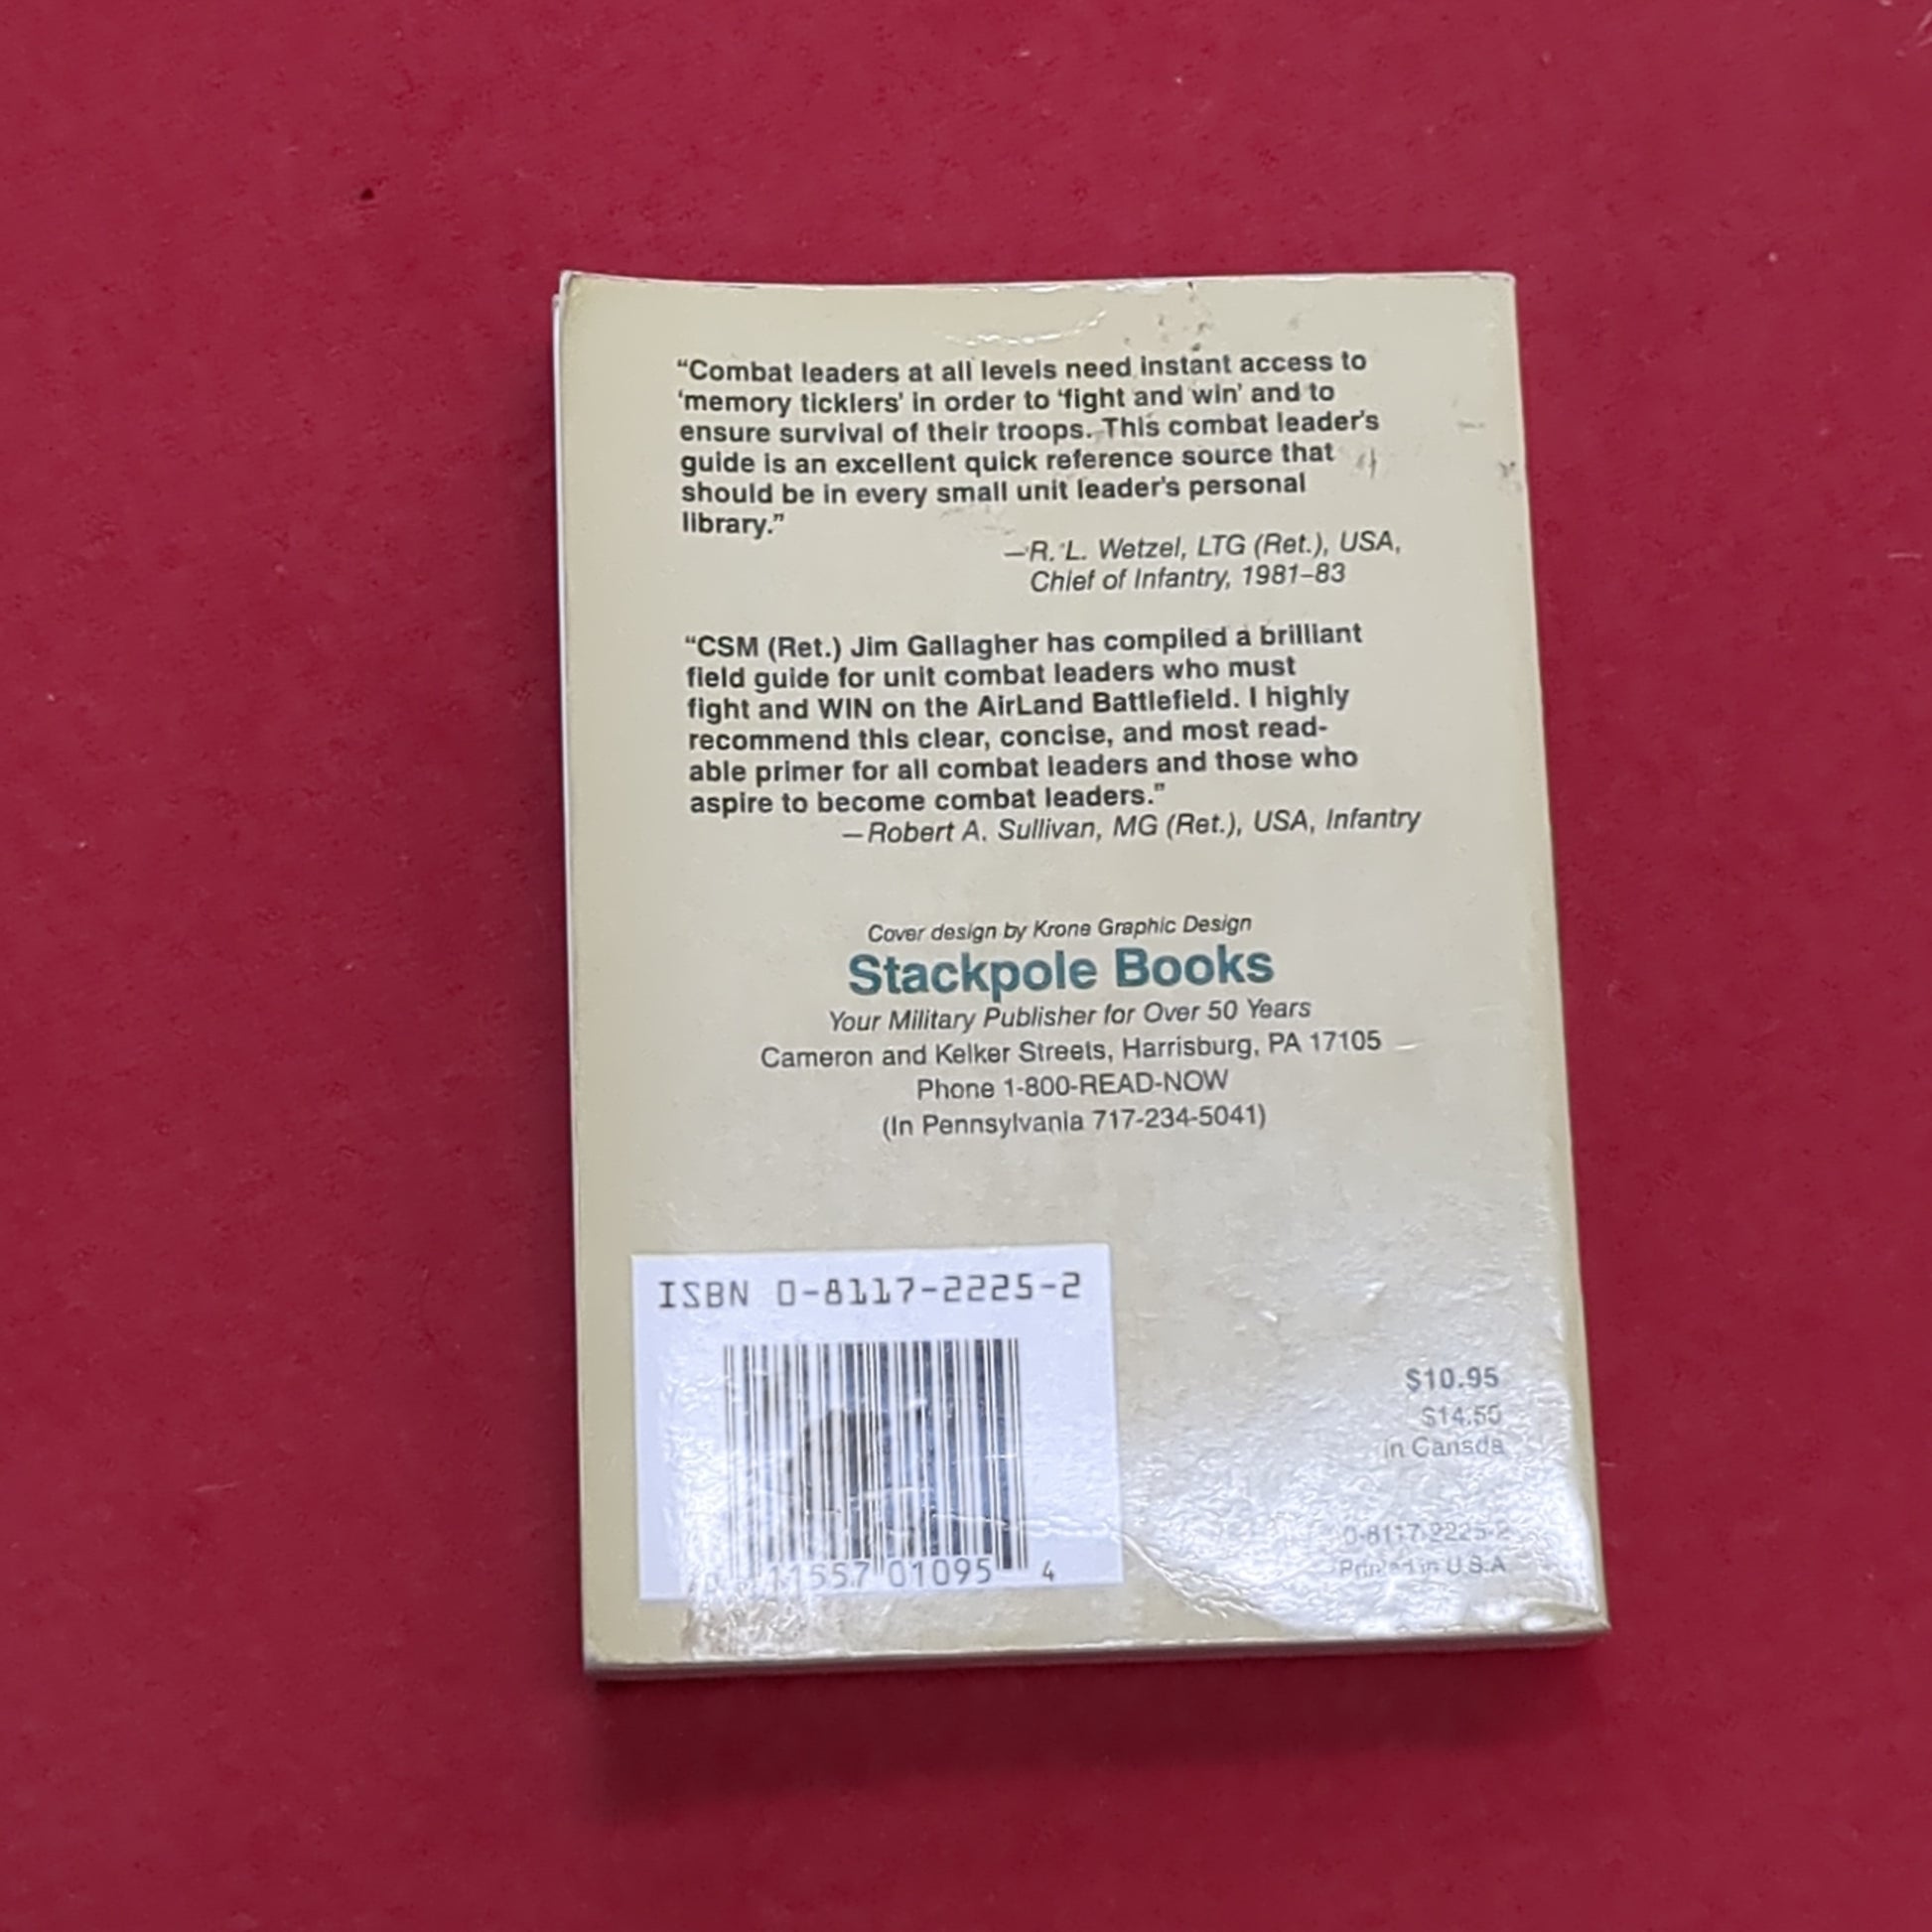 “Combat leaders at all levels need instant access to
‘memory ticklers’ in order to ‘fight and win’ and to
ensure survival of their troops. This combat leader's
guide is an excellent quick reference source that
should be in every small unit leader's personal
library.”
—R. L. Wetzel, LTG (Ret.), USA,
Chief of Infantry, 1981–83
“CSM (Ret.) Jim Gallagher has compiled a brilliant
field guide for unit combat leaders who must
fight and WIN on the AirLand Battlefield. I highly
recommend this clear, concise, and most read-
able primer for all combat leaders and those who
aspire to become combat leaders.”
—Robert A. Sullivan, MG (Ret.), USA, Infantry
Cover design by Krone Graphic Design
Stackpole Books
Your Military Publisher for Over 50 Years
Cameron and Kelker Streets, Harrisburg, PA 17105
Phone 1-800-READ-NOW
(In Pennsylvania 717-234-5041)
ISBN 0-8117-2225-2
11557 01095 4
$10.95
in Canada
0-8117-2225-2
Printed in U.S.A